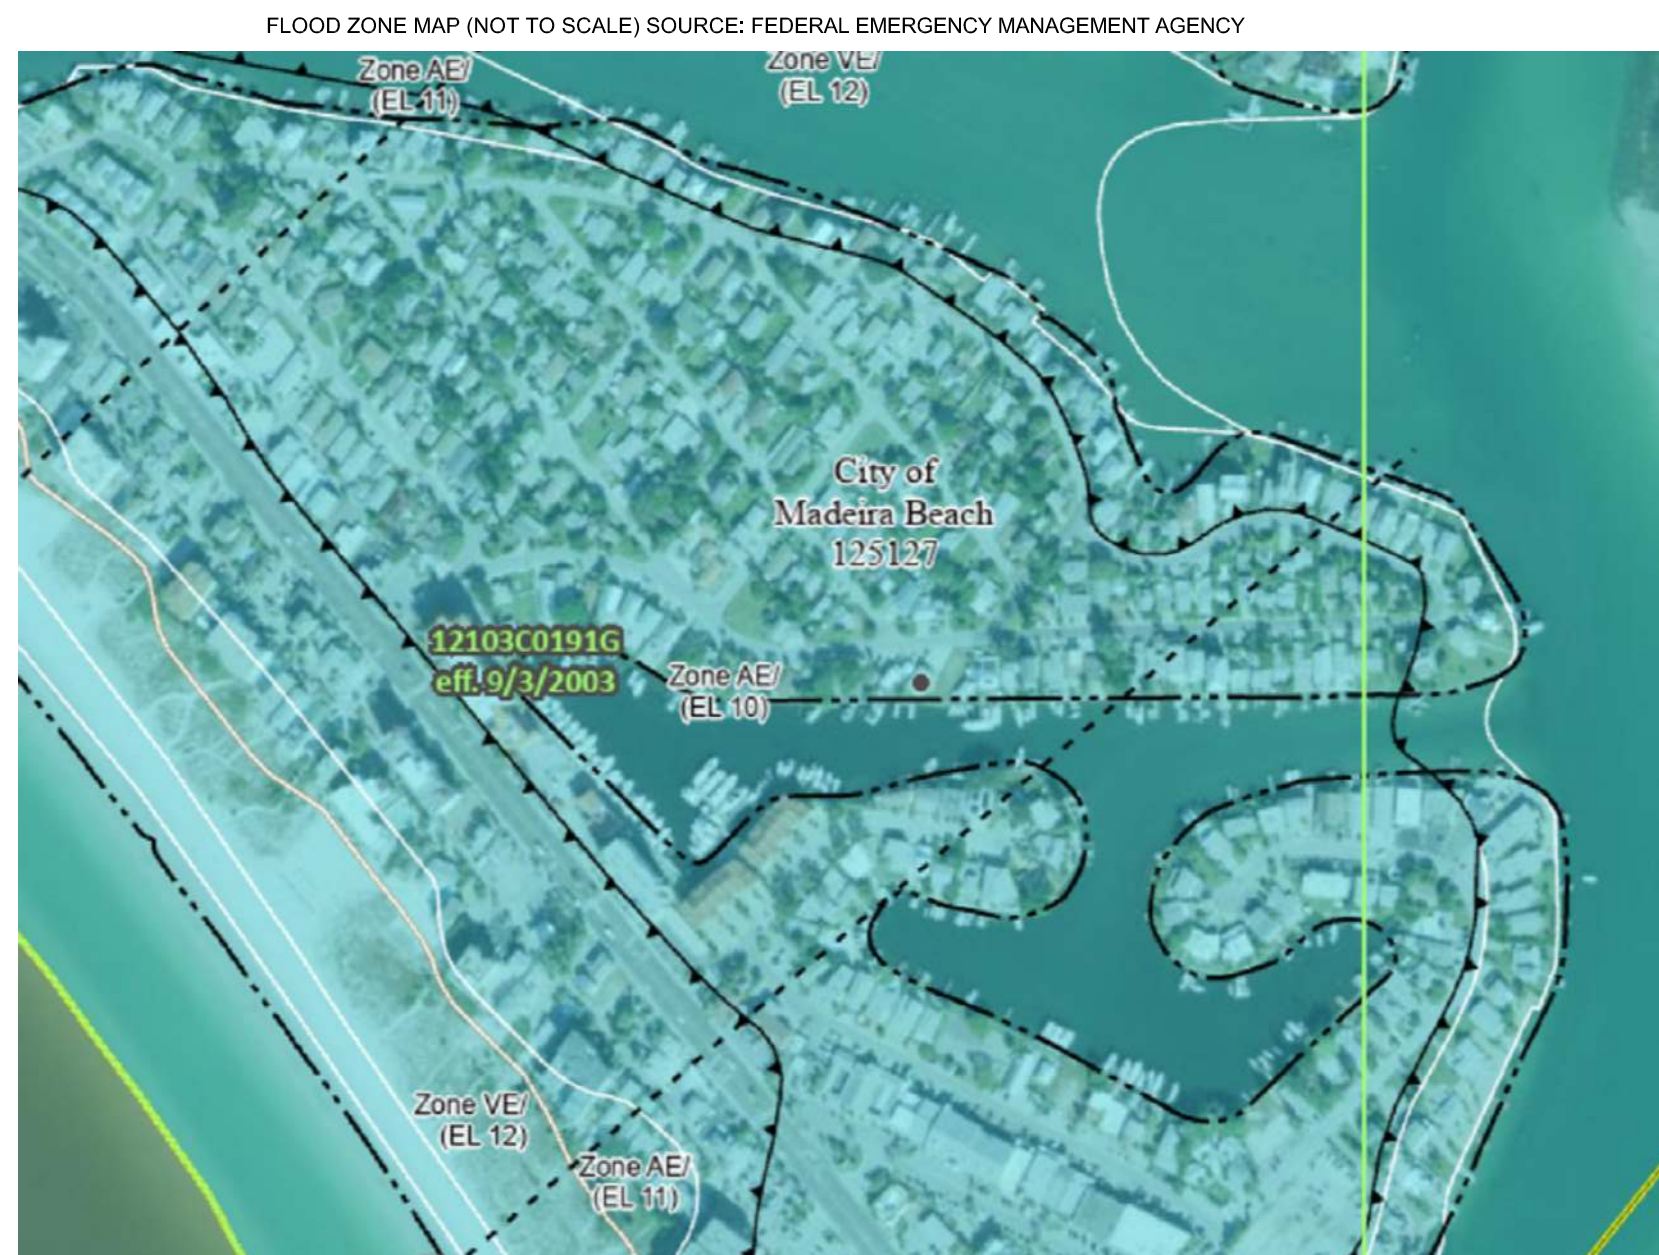 FLOOD ZONE MAP (NOT TO SCALE) SOURCE: FEDERAL EMERGENCY MANAGEMENT AGENCY
Zone AE/
(EL 11)
Zone VE/
(EL 12)
City of
Madeira Beach
125127
12103C0191G
eff. 9/3/2003
Zone AE/
(EL 10)
Zone VE/
(EL 12)
Zone AE/
(EL 11)